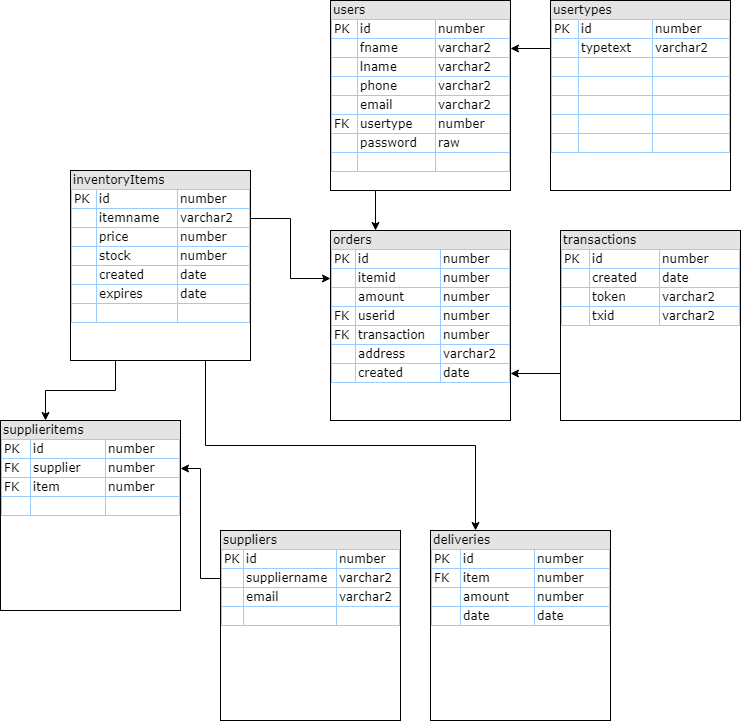 users
PK id number
fname varchar2
lname varchar2
phone varchar2
email varchar2
FK usertype number
password raw
usertypes
PK id number
typetext varchar2
inventoryItems
PK id number
itemname varchar2
price number
stock number
created date
expires date
orders
PK id number
itemid number
amount number
FK userid number
FK transaction number
address varchar2
created date
transactions
PK id number
created date
token varchar2
txid varchar2
supplieritems
PK id number
FK supplier number
FK item number
suppliers
PK id number
suppliername varchar2
email varchar2
deliveries
PK id number
FK item number
amount number
date date